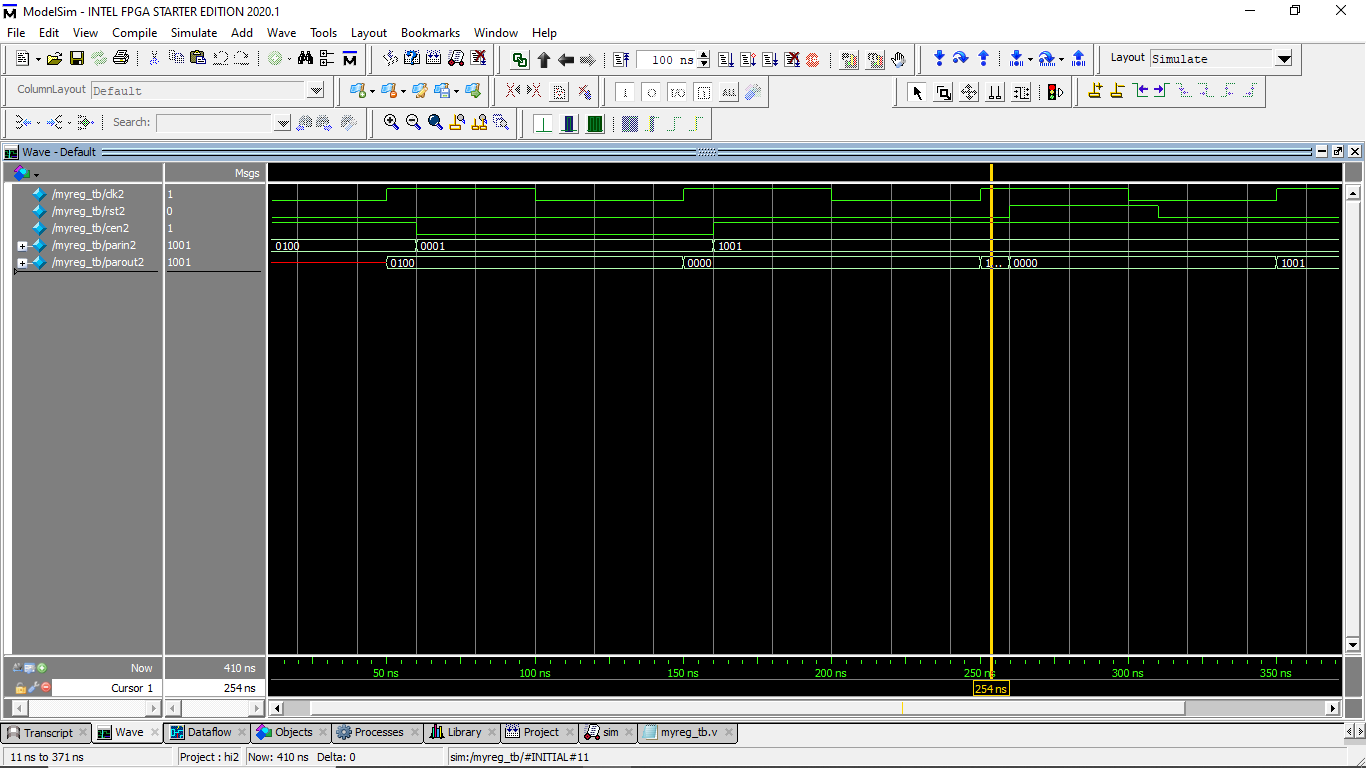 ModelSim - INTEL FPGA STARTER EDITION 2020.1
File Edit View Compile Simulate Add Wave Tools Layout Bookmarks Window Help
100 ns Layout Simulate
ColumnLayout Default
Search:
Wave - Default
Msgs
/myreg_tb/clk2 1
/myreg_tb/rst2 0
/myreg_tb/cen2 1
/myreg_tb/parin2 1001 0100 0001 1001
/myreg_tb/parout2 1001 0100 0000 1... 0000 1001
Now 410 ns 50 ns 100 ns 150 ns 200 ns 250 ns 300 ns 350 ns
Cursor 1 254 ns 254 ns
Transcript Wave Dataflow Objects Processes Library Project sim myreg_tb.v
11 ns to 371 ns Project : hi2 Now: 410 ns Delta: 0 sim:/myreg_tb/#INITIAL#11